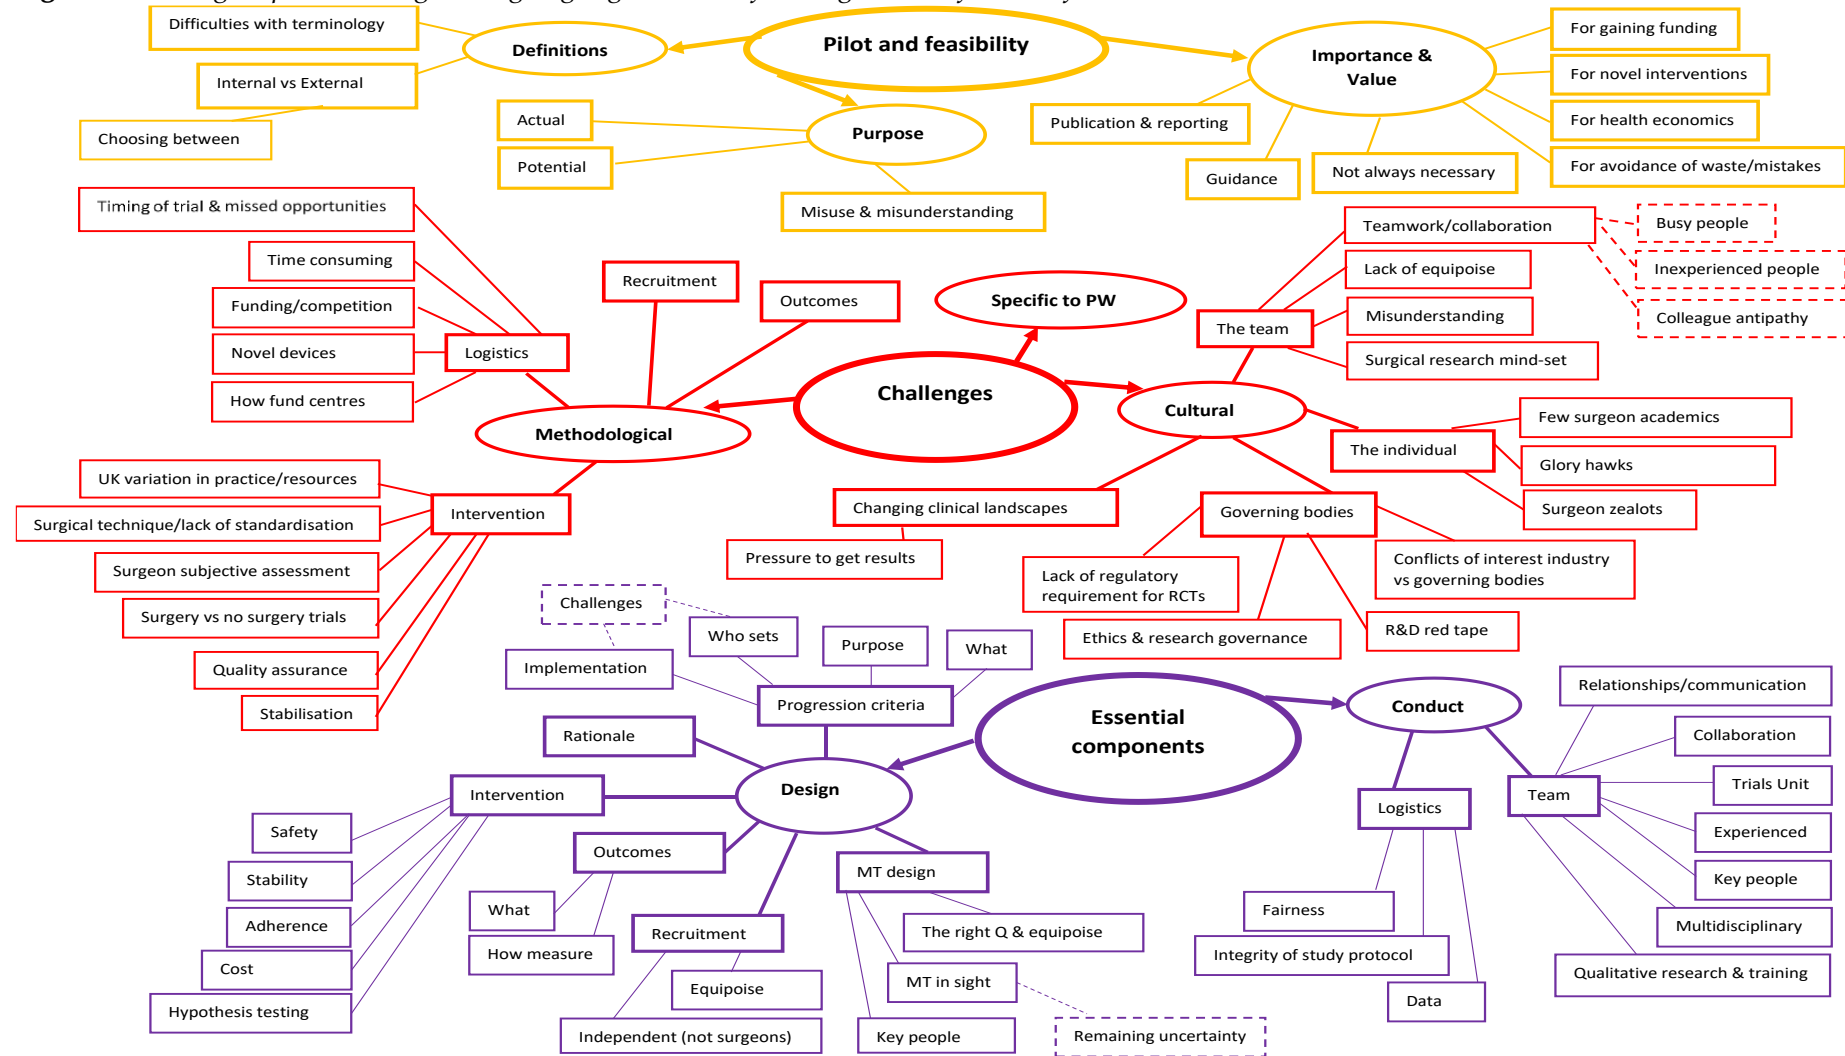 Difficulties with terminology
Definitions
Pilot and feasibility
Importance &
Value
For gaining funding
Internal vs External
For novel interventions
Choosing between
Actual
Purpose
Publication & reporting
For health economics
Potential
Guidance
Not always necessary
For avoidance of waste/mistakes
Misuse & misunderstanding
Timing of trial & missed opportunities
Time consuming
Funding/competition
Novel devices
How fund centres
Logistics
Recruitment
Outcomes
Specific to PW
Challenges
Methodological
Cultural
The team
Teamwork/collaboration
Lack of equipoise
Misunderstanding
Surgical research mind-set
Busy people
Inexperienced people
Colleague antipathy
The individual
Few surgeon academics
Glory hawks
Surgeon zealots
UK variation in practice/resources
Surgical technique/lack of standardisation
Surgeon subjective assessment
Surgery vs no surgery trials
Quality assurance
Stabilisation
Intervention
Changing clinical landscapes
Pressure to get results
Governing bodies
Lack of regulatory
requirement for RCTs
Ethics & research governance
R&D red tape
Conflicts of interest industry
vs governing bodies
Challenges
Implementation
Who sets
Purpose
What
Progression criteria
Essential
components
Conduct
Relationships/communication
Collaboration
Trials Unit
Experienced
Key people
Multidisciplinary
Qualitative research & training
Team
Logistics
Fairness
Integrity of study protocol
Data
Rationale
Design
Intervention
Safety
Stability
Adherence
Cost
Hypothesis testing
Outcomes
What
How measure
Recruitment
Equipoise
Independent (not surgeons)
MT design
The right Q & equipoise
MT in sight
Key people
Remaining uncertainty